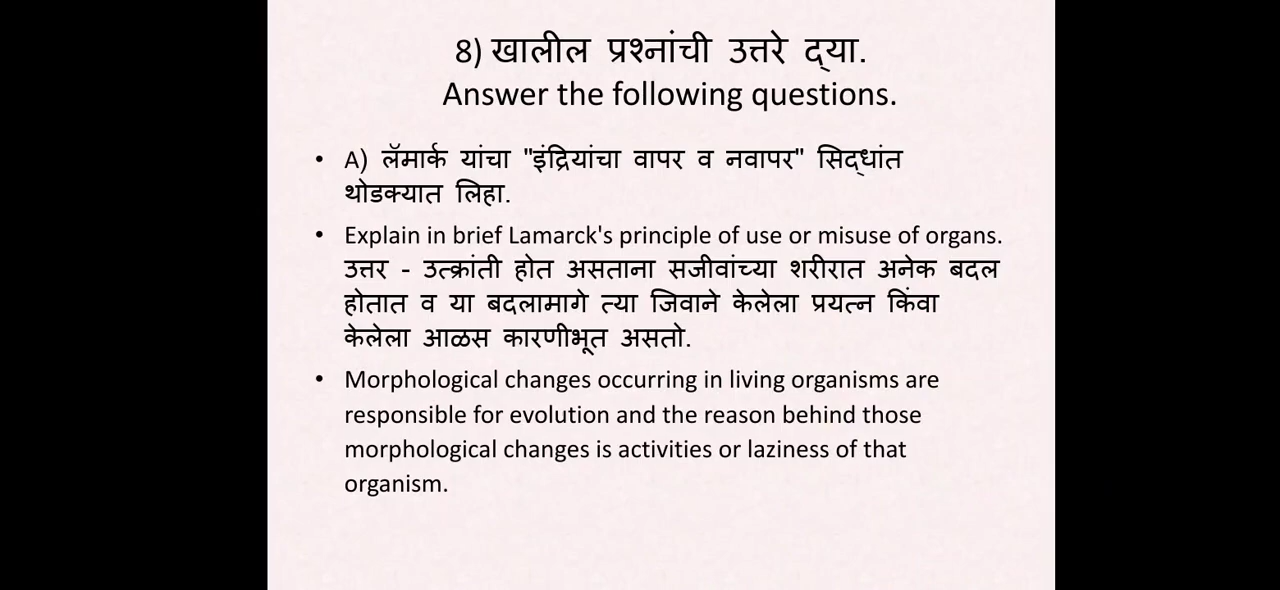 8) खालील प्रश्नांची उत्तरे द्या.
Answer the following questions.
• A) लॅमार्क यांचा "इंद्रियांचा वापर व नवापर" सिद्धांत
थोडक्यात लिहा.
• Explain in brief Lamarck's principle of use or misuse of organs.
उत्तर - उत्क्रांती होत असताना सजीवांच्या शरीरात अनेक बदल
होतात व या बदलामागे त्या जिवाने केलेला प्रयत्न किंवा
केलेला आळस कारणीभूत असतो.
• Morphological changes occurring in living organisms are
responsible for evolution and the reason behind those
morphological changes is activities or laziness of that
organism.